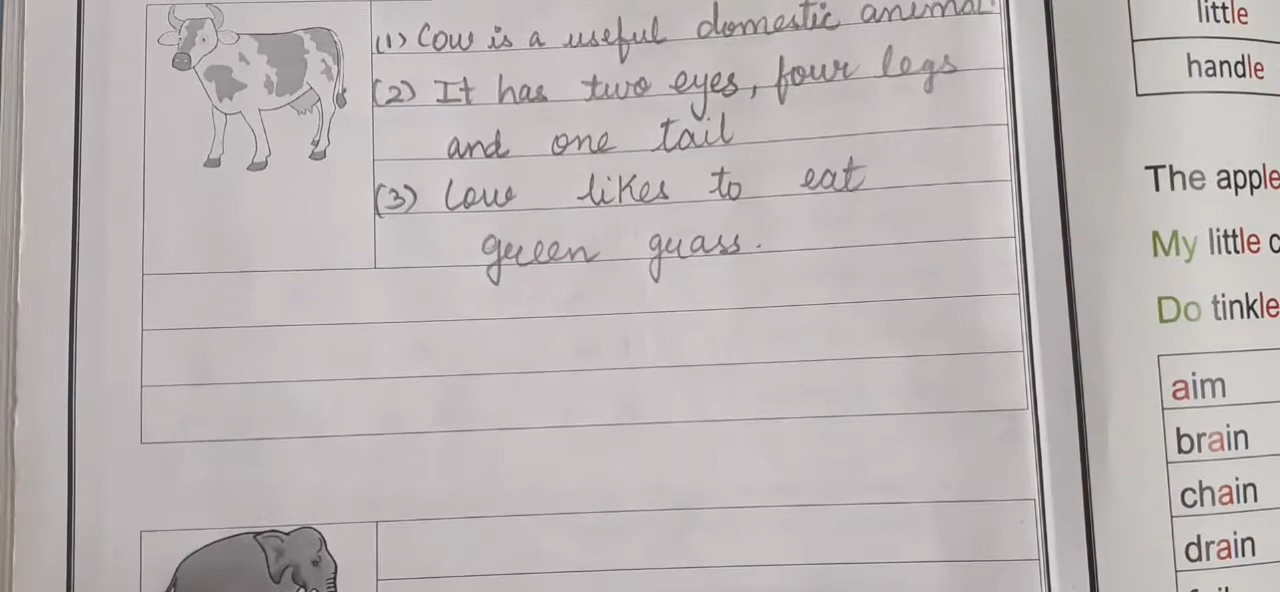 (1) Cow is a useful domestic animal.
(2) It has two eyes, four legs
and one tail
(3) Cow likes to eat
green grass.
little
handle
The apple
My little
Do tinkle
aim
brain
chain
drain